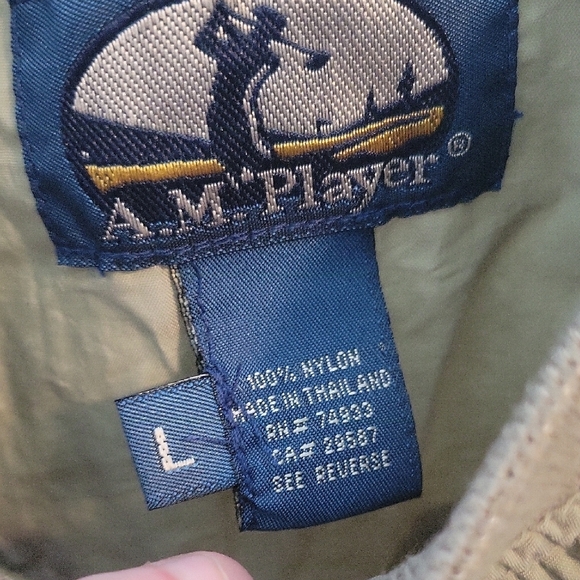 A.M. Player®
100% NYLON
MADE IN THAILAND
RN# 74933
CA# 29587
SEE REVERSE
L